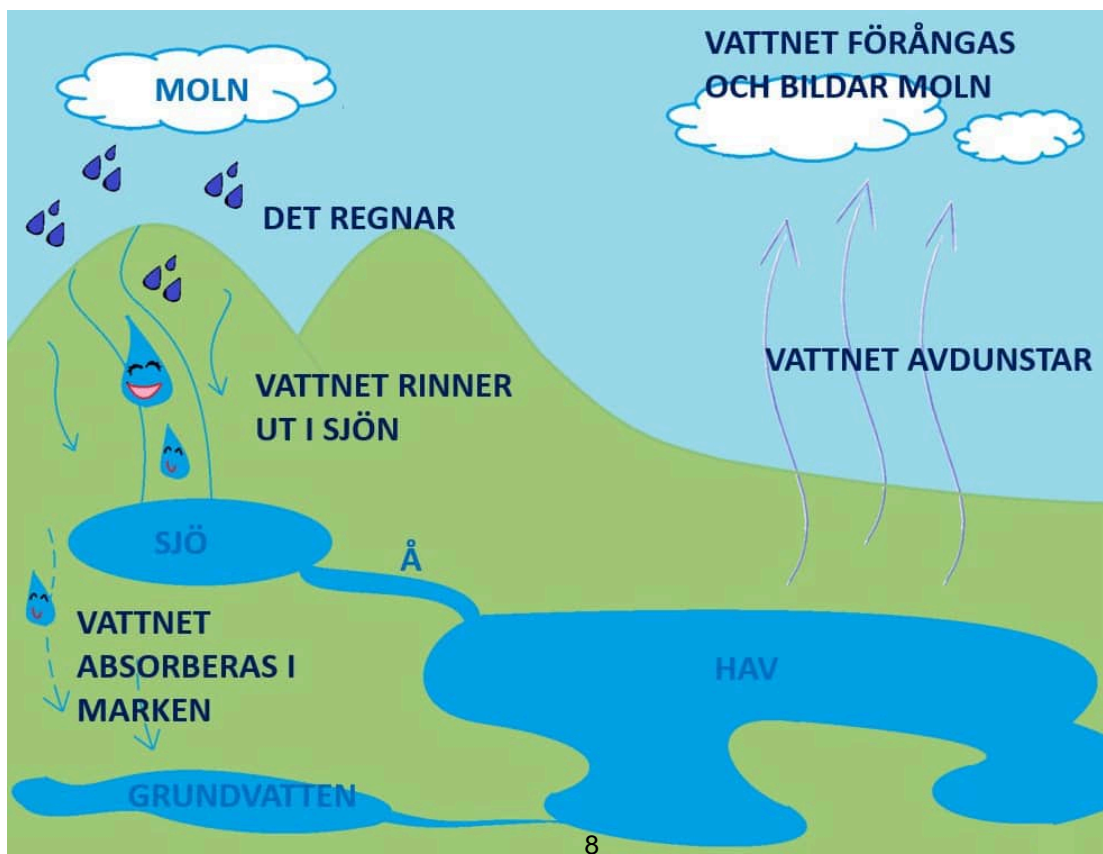 VATTNET FÖRÅNGAS
OCH BILDAR MOLN
MOLN
DET REGNAR
VATTNET AVDUNSTAR
VATTNET RINNER
UT I SJÖN
SJÖ
Å
VATTNET
ABSORBERAS I
MARKEN
HAV
GRUNDVATTEN
8